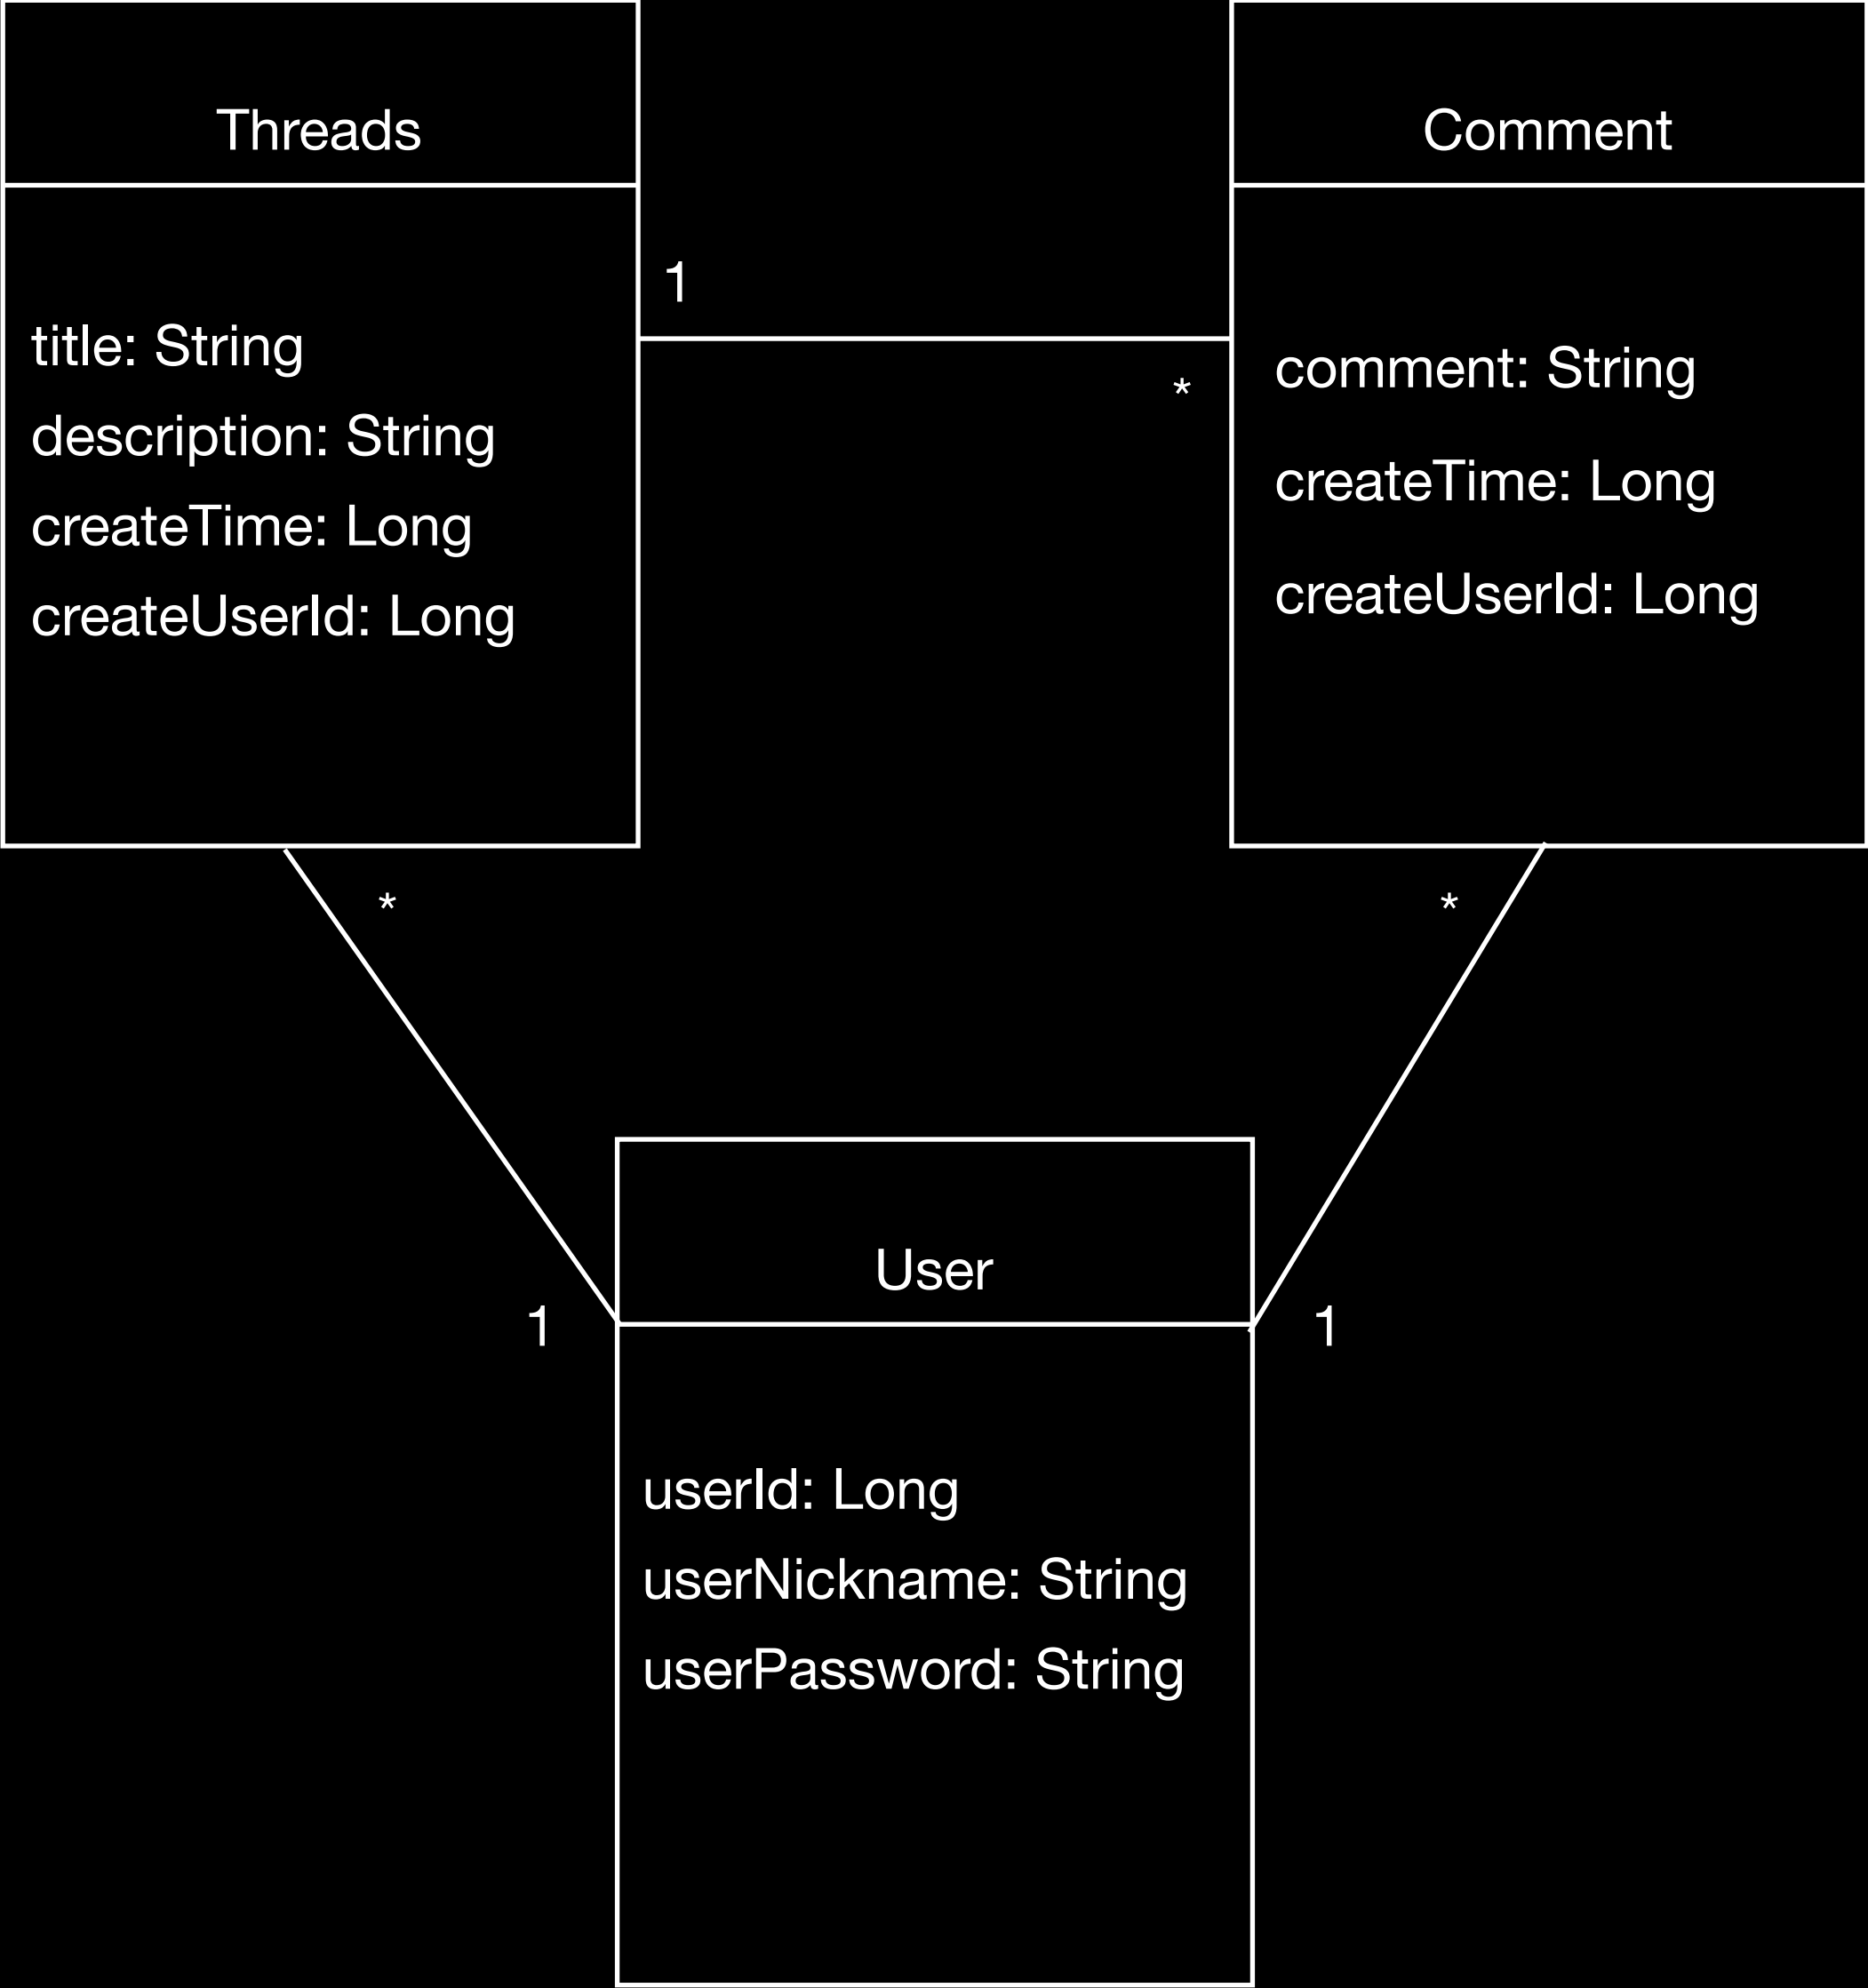 Threads
title: String
description: String
createTime: Long
createUserId: Long
1
*
Comment
comment: String
createTime: Long
createUserId: Long
*
*
1
1
User
userId: Long
userNickname: String
userPassword: String